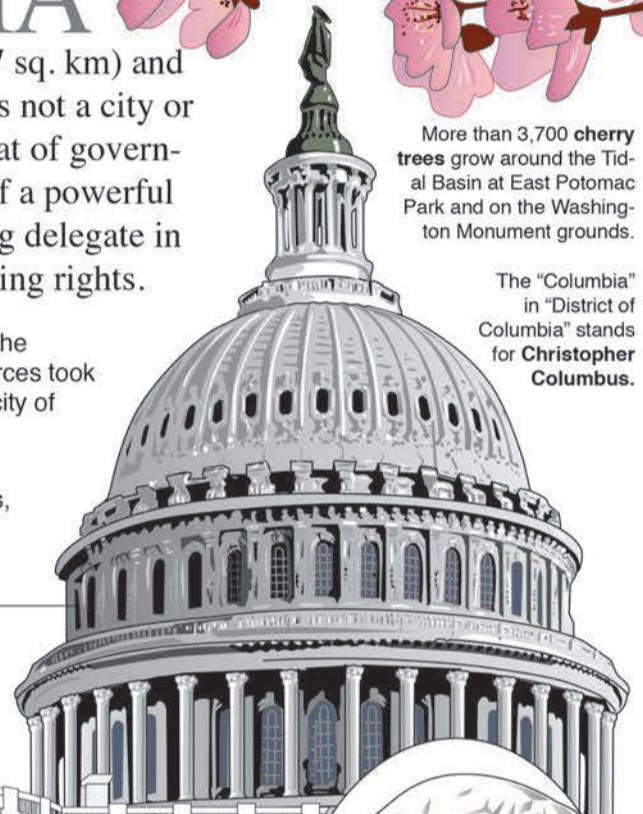 IA
sq. km) and
s not a city or
at of govern-
f a powerful
g delegate in
ing rights.
he
rces took
city of
s,
More than 3,700 cherry
trees grow around the Tid-
al Basin at East Potomac
Park and on the Washing-
ton Monument grounds.
The “Columbia”
in “District of
Columbia” stands
for Christopher
Columbus.